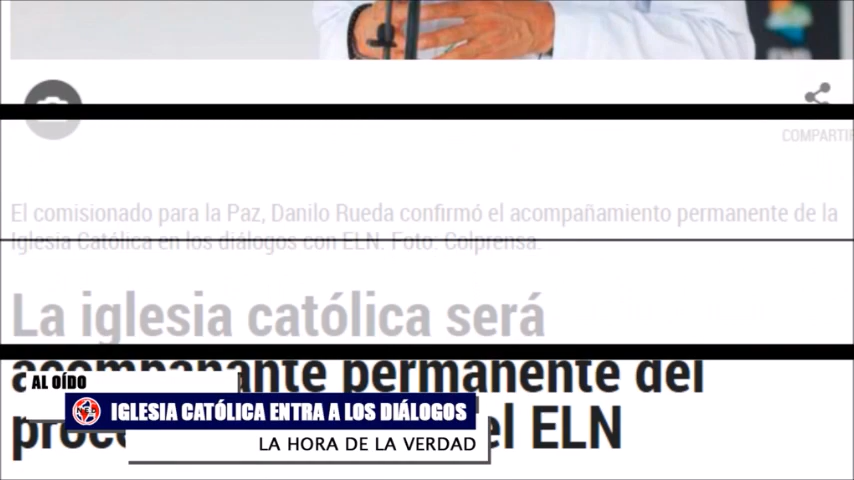 COMPARTIR
El comisionado para la Paz, Danilo Rueda confirmó el acompañamiento permanente de la
Iglesia Católica en los diálogos con ELN. Foto: Colprensa.
La iglesia católica será
acompañante permanente del
el ELN
AL OÍDO
IGLESIA CATÓLICA ENTRA A LOS DIÁLOGOS
LA HORA DE LA VERDAD